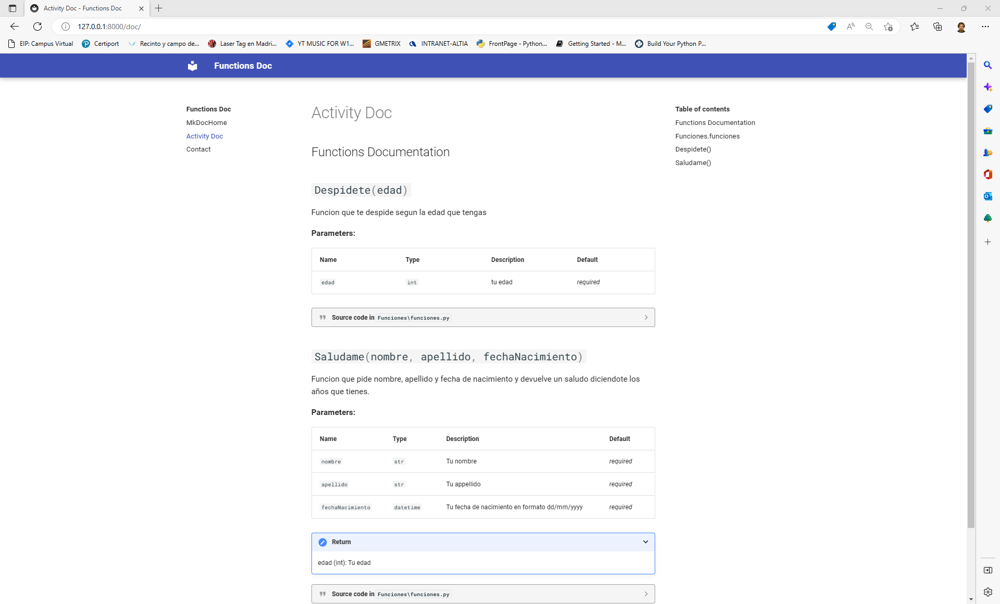 Activity Doc - Functions Doc
127.0.0.1:8000/doc/
EIP: Campus Virtual
Certiport
Recinto y campo de...
Laser Tag en Madri...
YT MUSIC FOR W1...
GMETRIX
INTRANET-ALTIA
FrontPage - Python...
Getting Started - M...
Build Your Python P...
Functions Doc
Functions Doc
MkDocHome
Activity Doc
Contact
Activity Doc
Functions Documentation
Despidete(edad)
Funcion que te despide segun la edad que tengas
Parameters:
Name Type Description Default
edad int tu edad required
Source code in Funciones\funciones.py
Saludame(nombre, apellido, fechaNacimiento)
Funcion que pide nombre, apellido y fecha de nacimiento y devuelve un saludo diciendote los
años que tienes.
Parameters:
Name Type Description Default
nombre str Tu nombre required
apellido str Tu appellido required
fechaNacimiento datetime Tu fecha de nacimiento en formato dd/mm/yyyy required
Return
edad (int): Tu edad
Source code in Funciones\funciones.py
Table of contents
Functions Documentation
Funciones.funciones
Despidete()
Saludame()